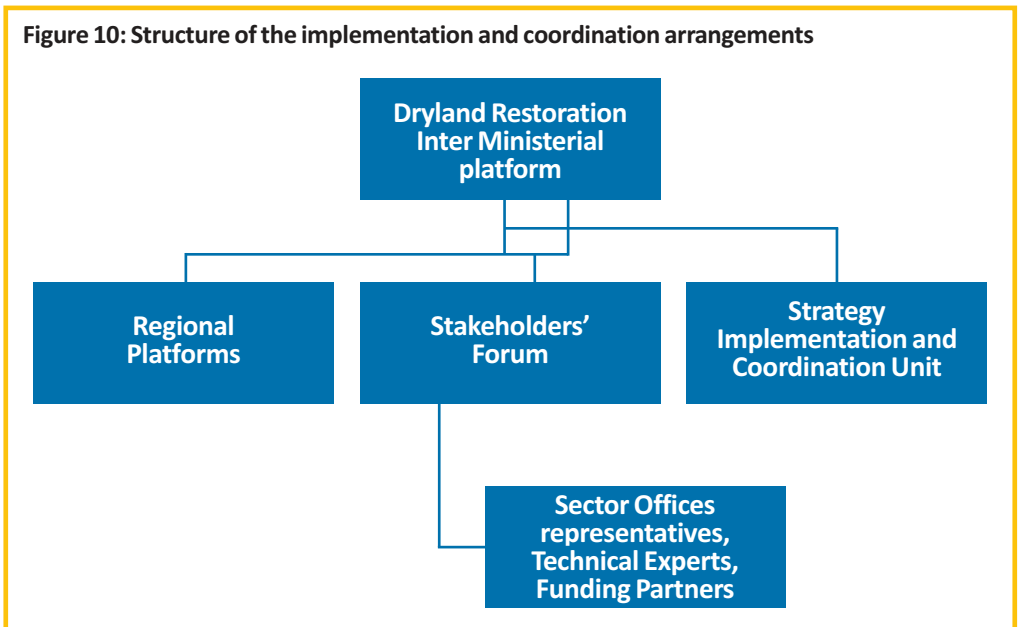 Figure 10: Structure of the implementation and coordination arrangements
Dryland Restoration
Inter Ministerial
platform
Regional
Platforms
Stakeholders’
Forum
Strategy
Implementation and
Coordination Unit
Sector Offices
representatives,
Technical Experts,
Funding Partners